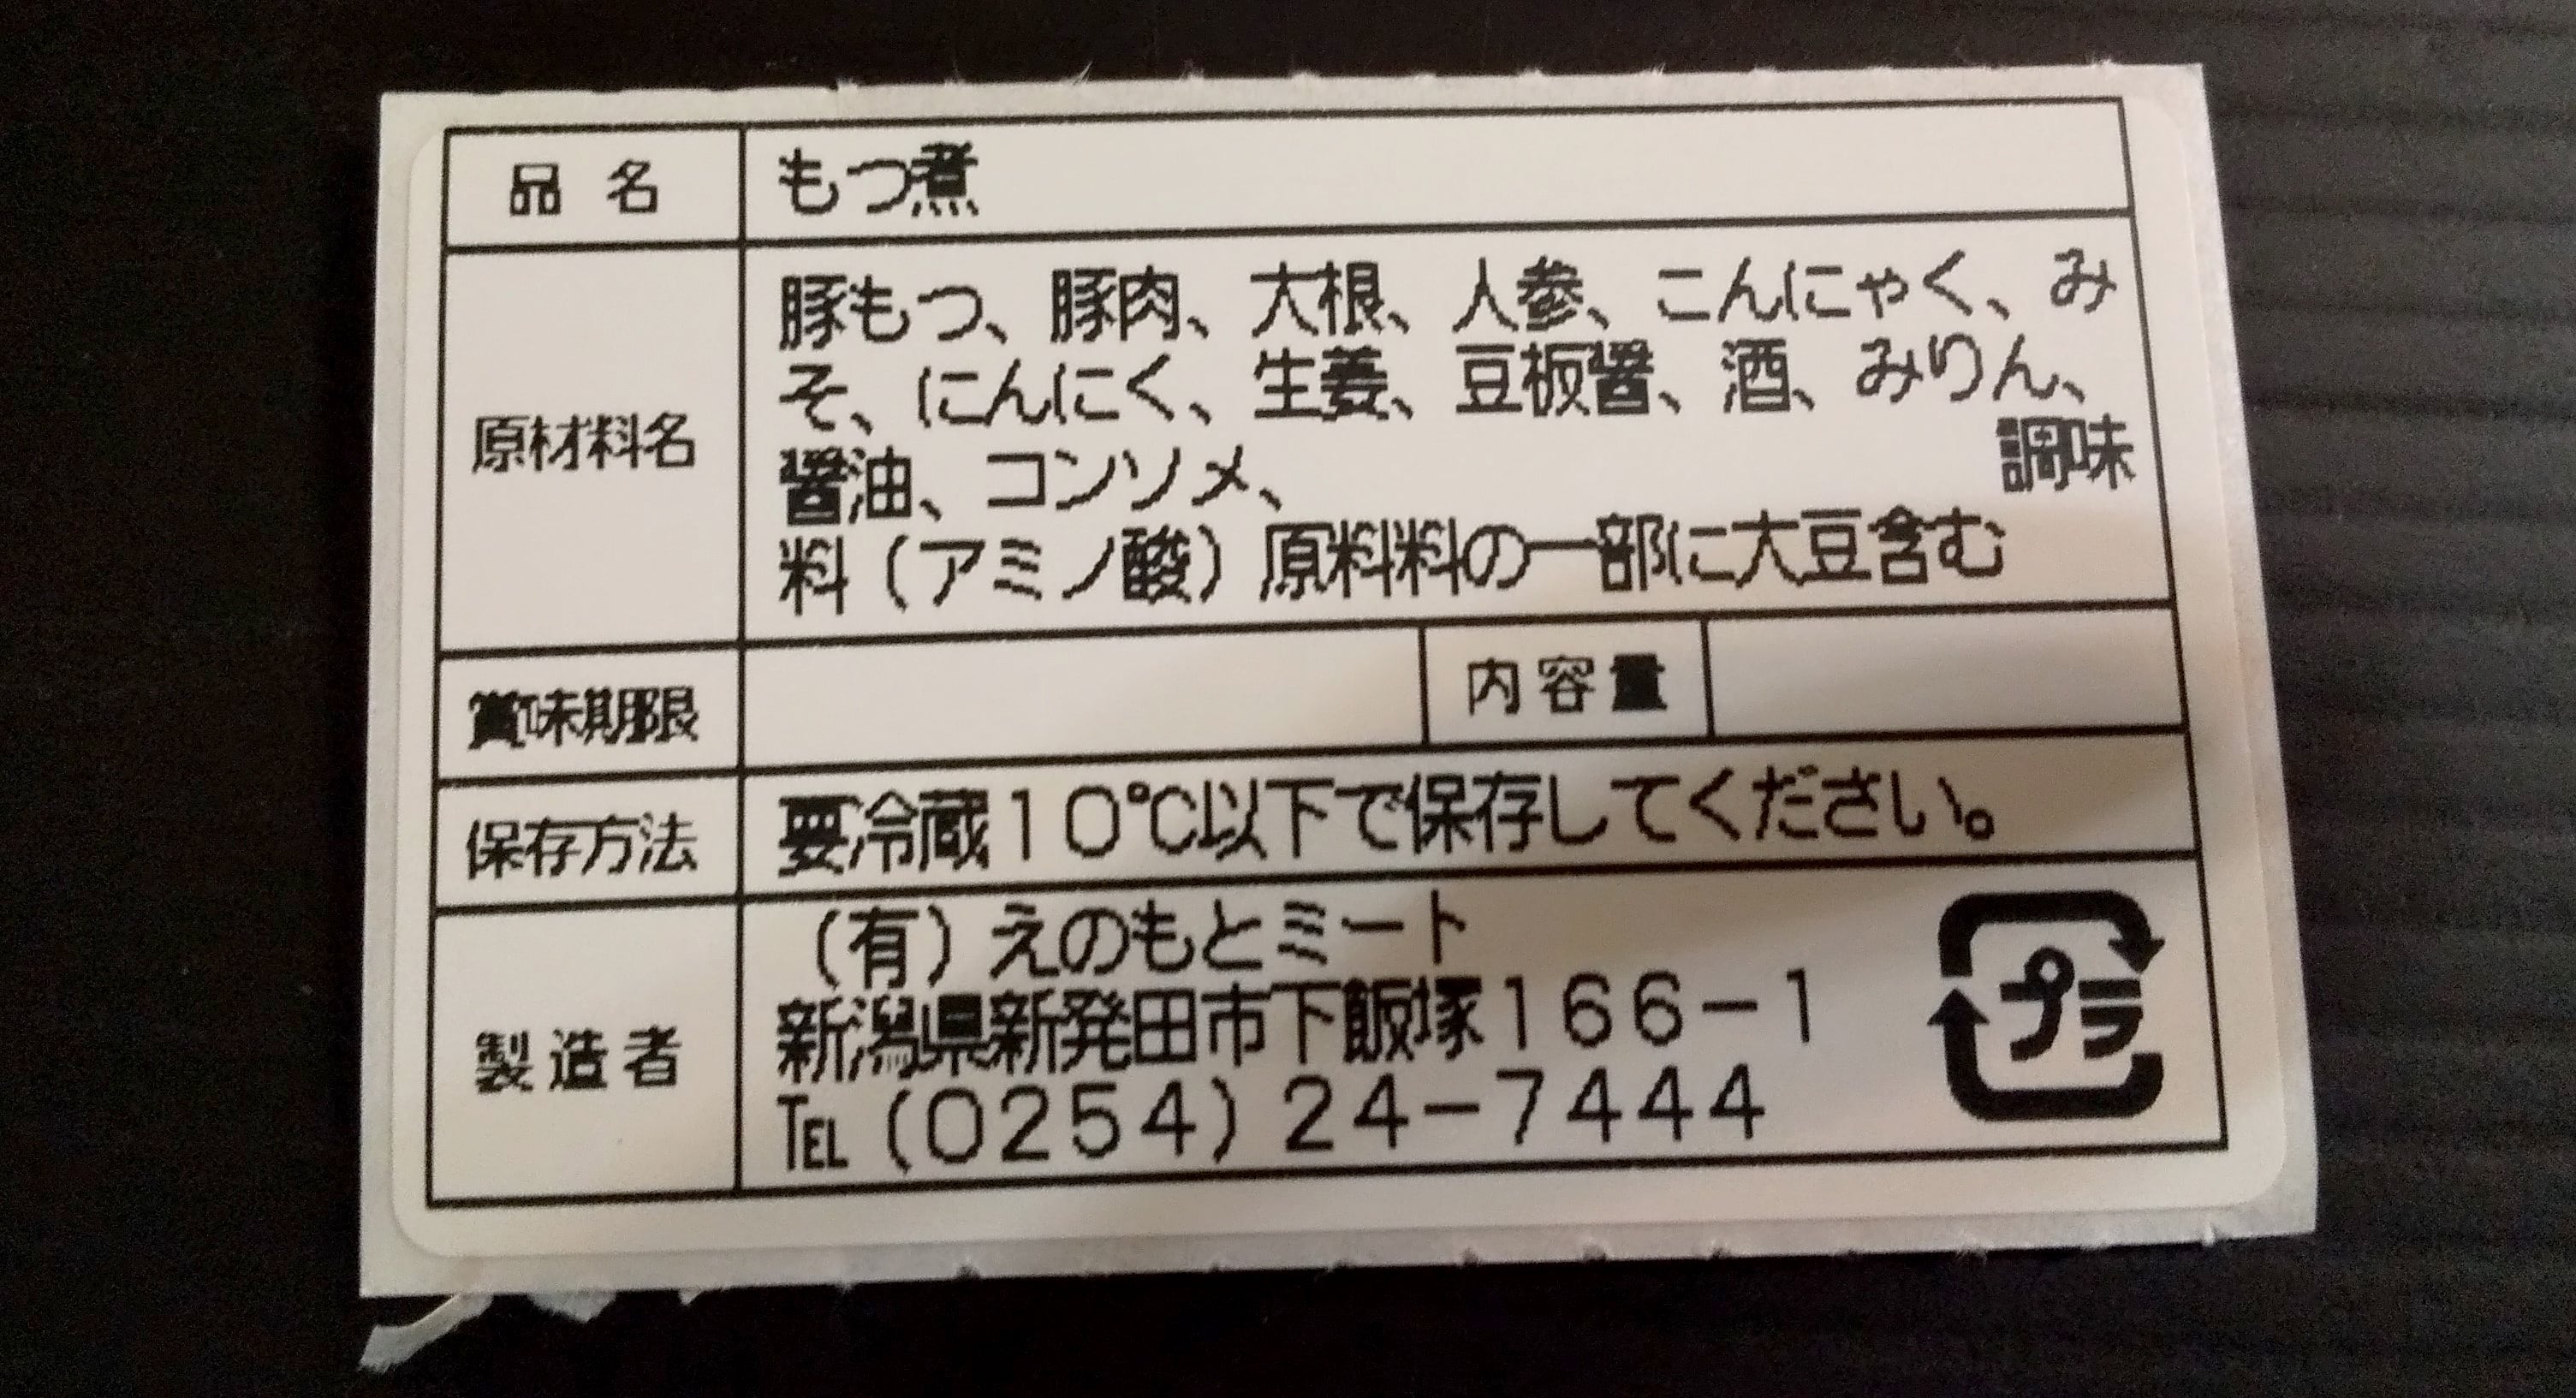 品名 もつ煮
原材料名 豚もつ、豚肉、大根、人参、こんにゃく、み
そ、にんにく、生姜、豆板醤、酒、みりん、
醤油、コンソメ、 調味
料（アミノ酸）原料料の一部に大豆含む
賞味期限 内容量
保存方法 要冷蔵10℃以下で保存してください。
製造者 （有）えのもとミート
新潟県新発田市下飯塚166-1
TEL（0254）24-7444
プラ